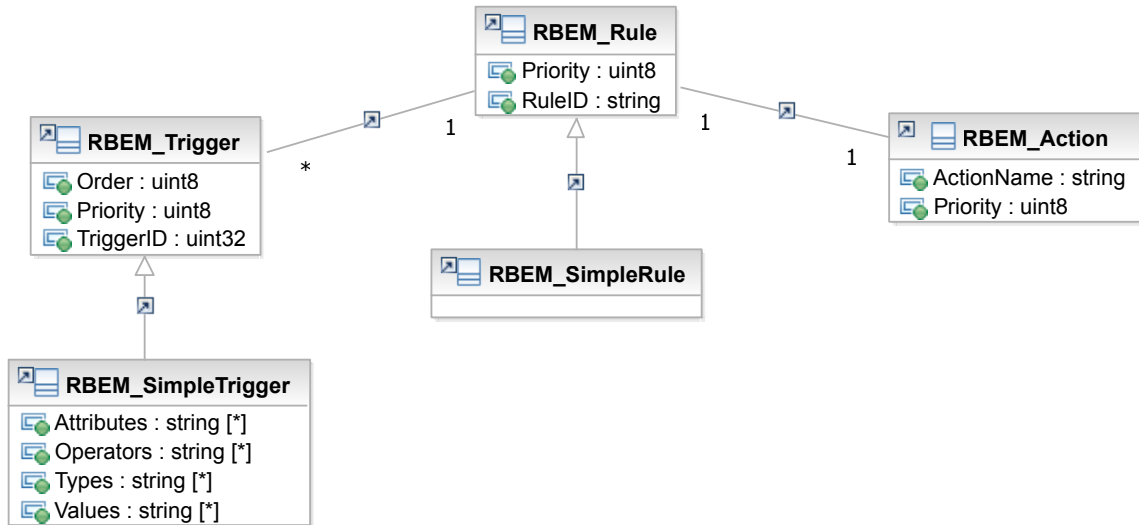 RBEM_Rule
Priority : uint8
RuleID : string
1
1
RBEM_Trigger
*
Order : uint8
Priority : uint8
TriggerID : uint32
1
RBEM_Action
ActionName : string
Priority : uint8
RBEM_SimpleRule
RBEM_SimpleTrigger
Attributes : string [*]
Operators : string [*]
Types : string [*]
Values : string [*]